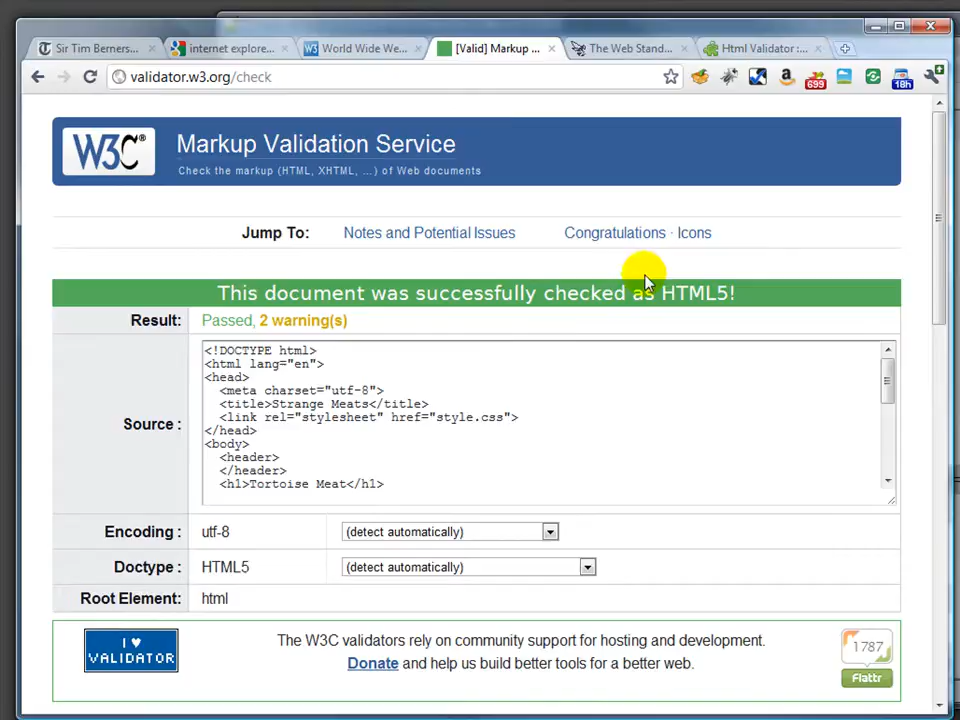 Sir Tim Berners...
internet explore...
World Wide We...
[Valid] Markup ...
The Web Stand...
Html Validator :...
validator.w3.org/check
699
18h
W3C®
Markup Validation Service
Check the markup (HTML, XHTML, …) of Web documents
Jump To: Notes and Potential Issues Congratulations · Icons
This document was successfully checked as HTML5!
Result: Passed, 2 warning(s)
Source :
<!DOCTYPE html>
<html lang="en">
<head>
<meta charset="utf-8">
<title>Strange Meats</title>
<link rel="stylesheet" href="style.css">
</head>
<body>
<header>
</header>
<h1>Tortoise Meat</h1>
Encoding : utf-8 (detect automatically)
Doctype : HTML5 (detect automatically)
Root Element: html
I ♥
VALIDATOR
The W3C validators rely on community support for hosting and development.
Donate and help us build better tools for a better web.
1787
Flattr